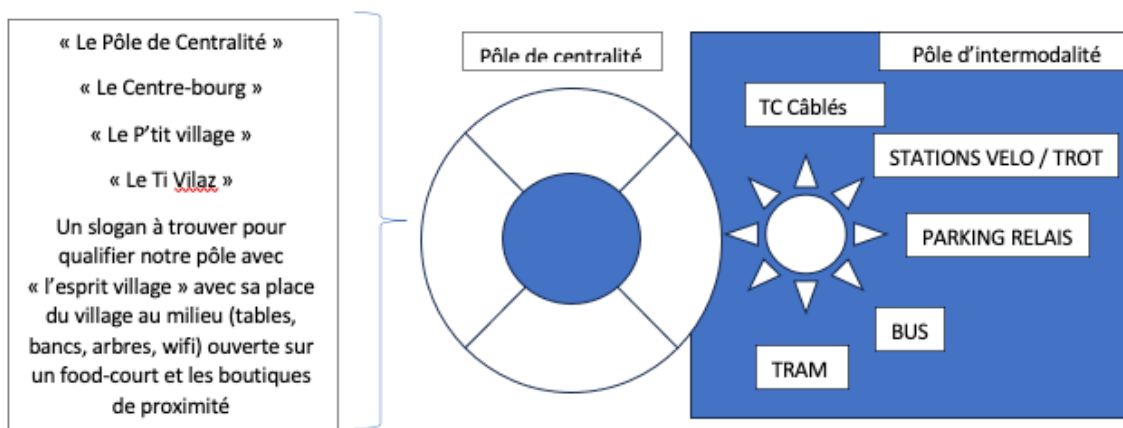 « Le Pôle de Centralité »
« Le Centre-bourg »
« Le P'tit village »
« Le Ti Vilaz »
Un slogan à trouver pour
qualifier notre pôle avec
« l'esprit village » avec sa place
du village au milieu (tables,
bancs, arbres, wifi) ouverte sur
un food-court et les boutiques
de proximité
Pôle de centralité
Pôle d'intermodalité
TC Câblés
STATIONS VELO / TROT
PARKING RELAIS
BUS
TRAM